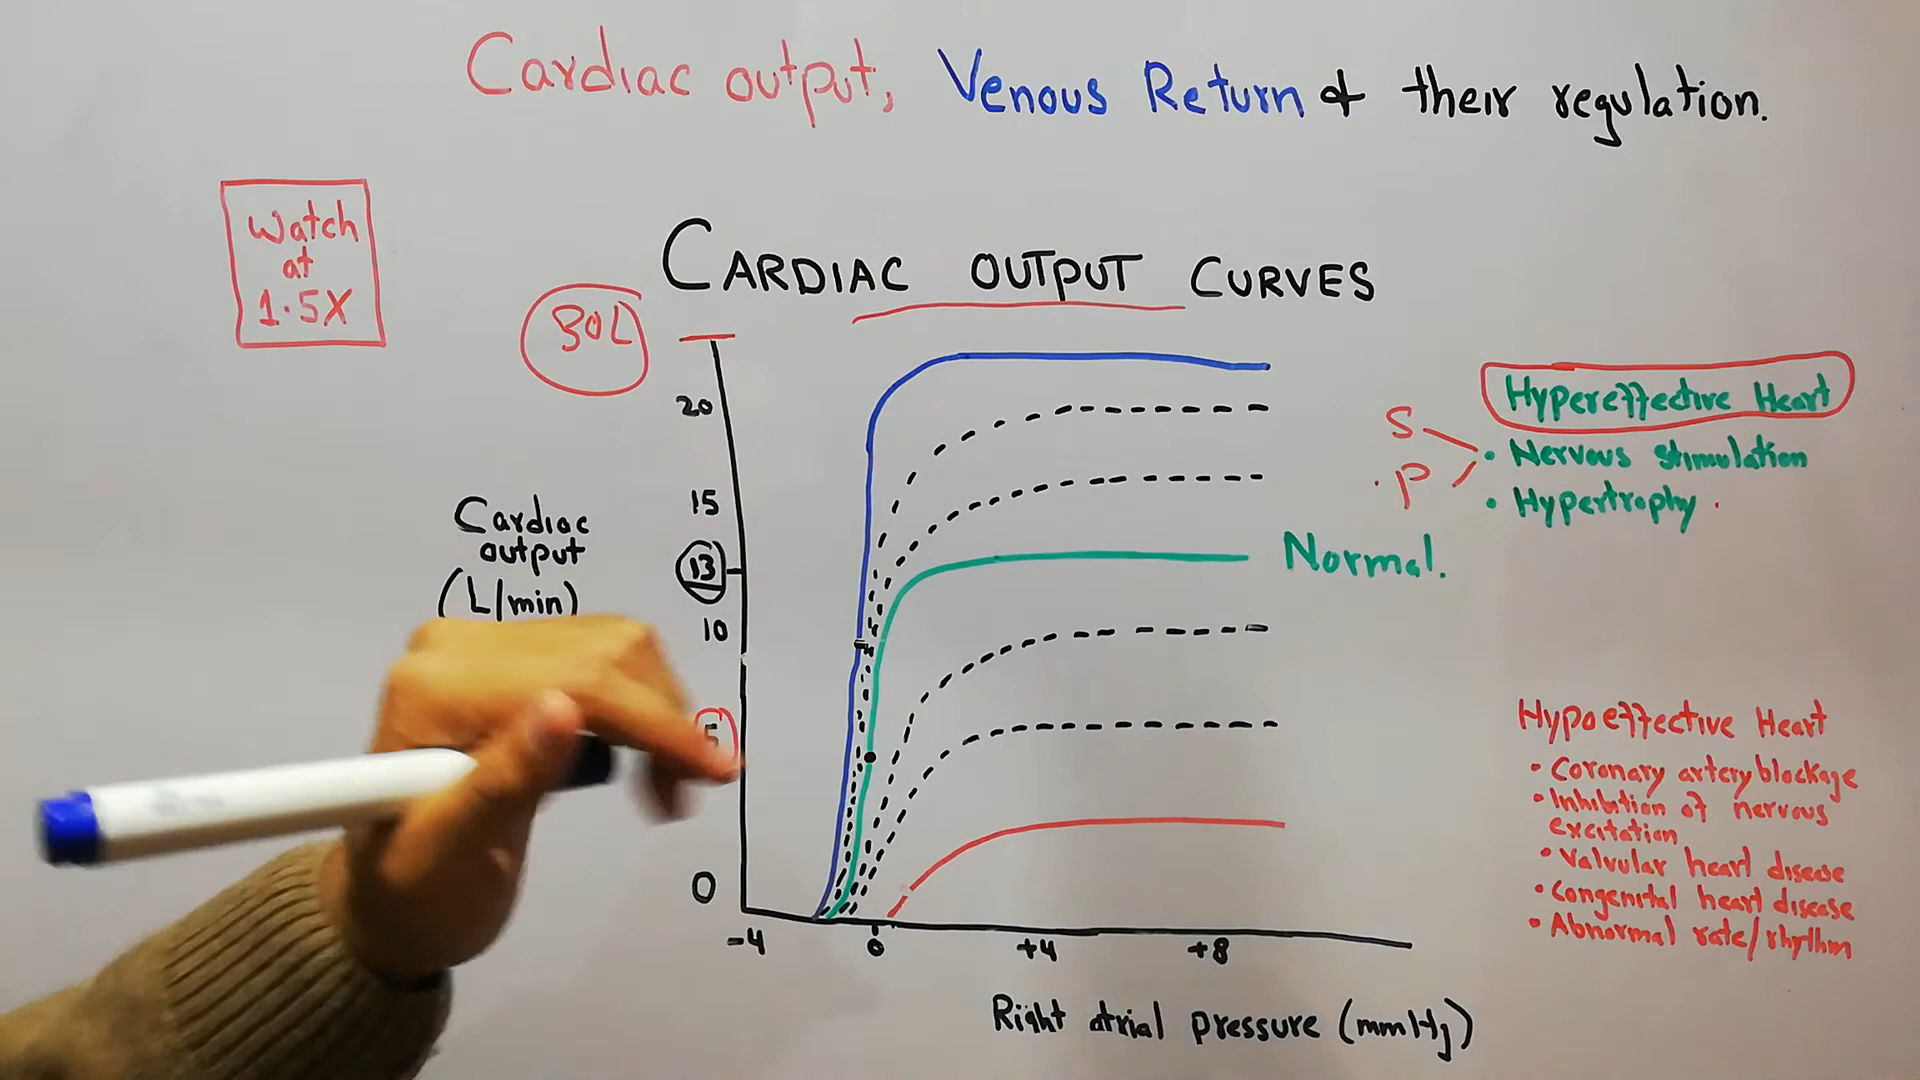 Cardiac output, Venous Return & their regulation.
Watch
at
1.5X
CARDIAC OUTPUT CURVES
30L
20
15
13
10
5
0
Cardiac
output
(L/min)
-4
0
+4
+8
Right atrial pressure (mmHg)
S
P
Hypereffective Heart
• Nervous stimulation
• Hypertrophy
Normal.
Hypoeffective Heart
• Coronary artery blockage
• Inhibition of nervous
excitation
• Valvular heart disease
• Congenital heart disease
• Abnormal rate/rhythm